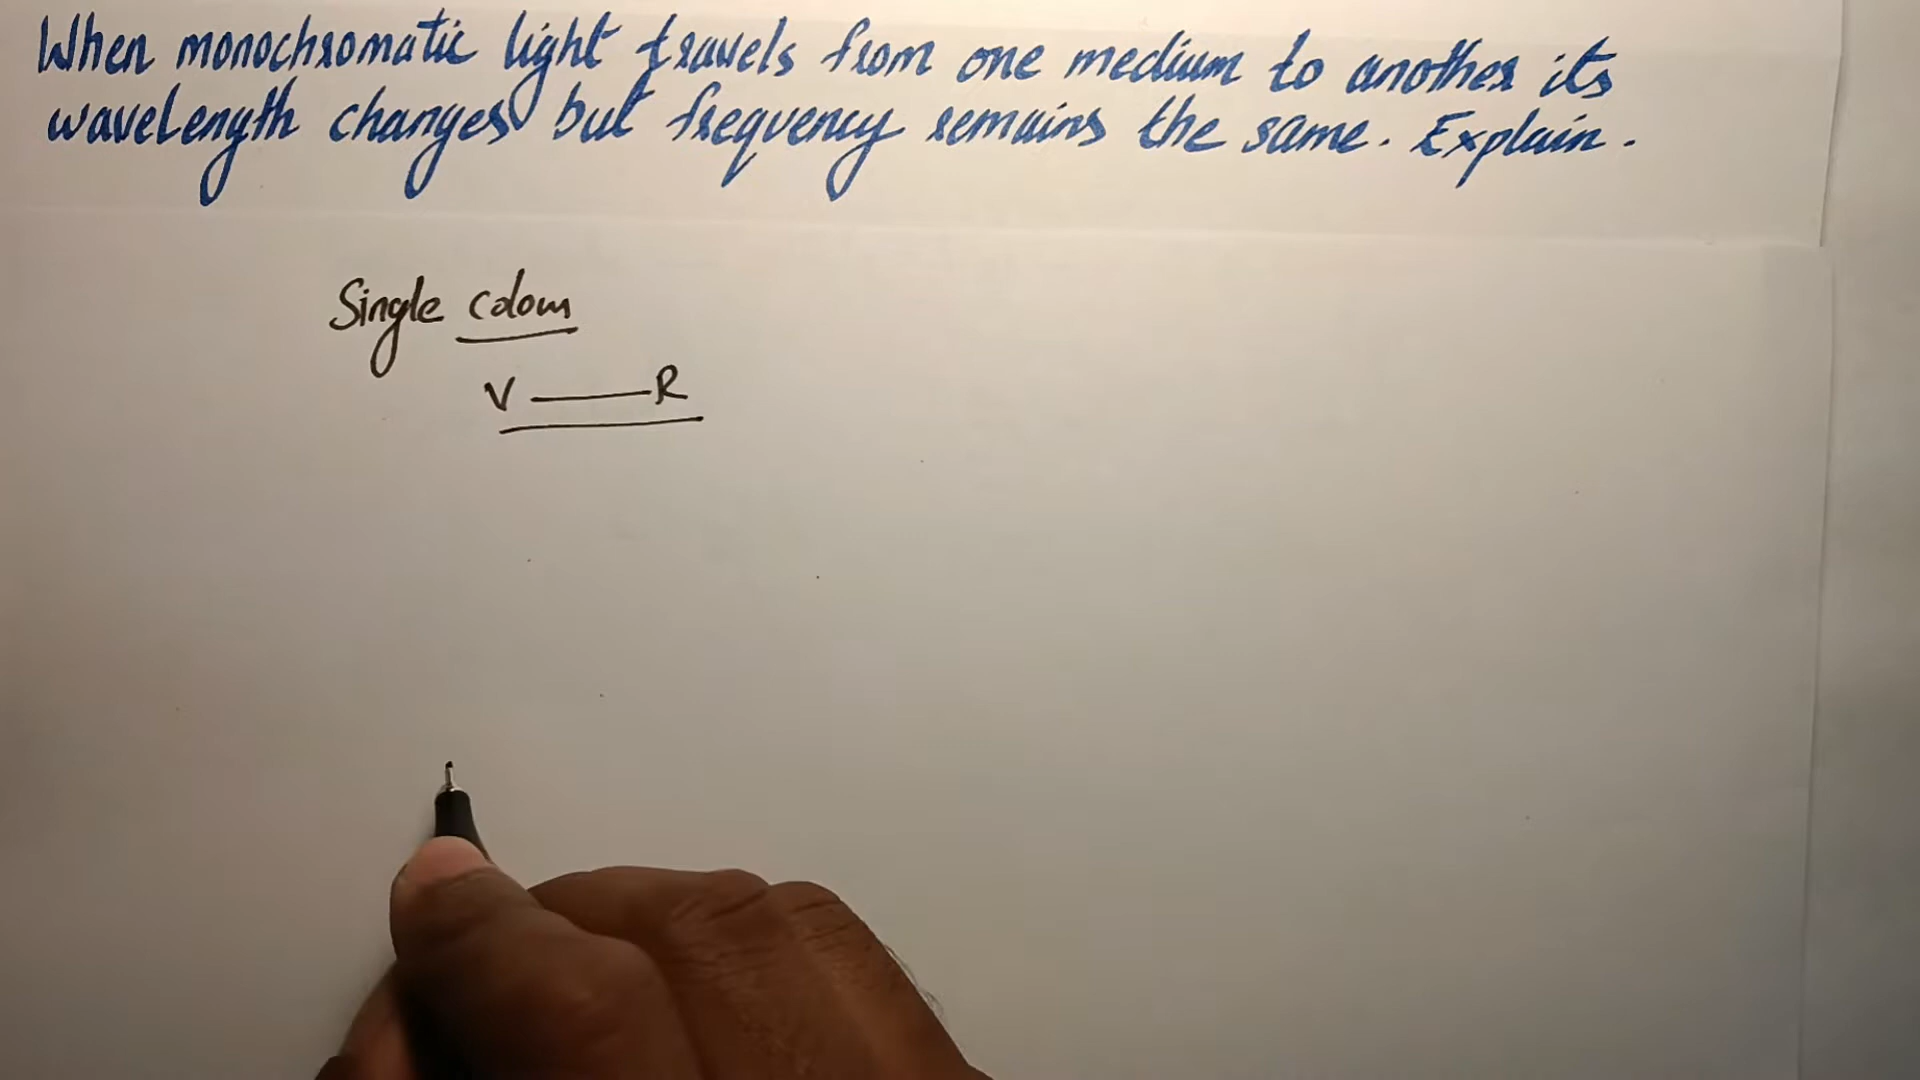 When monochromatic light travels from one medium to another its
wavelength changes but frequency remains the same. Explain.
Single colour
V — R